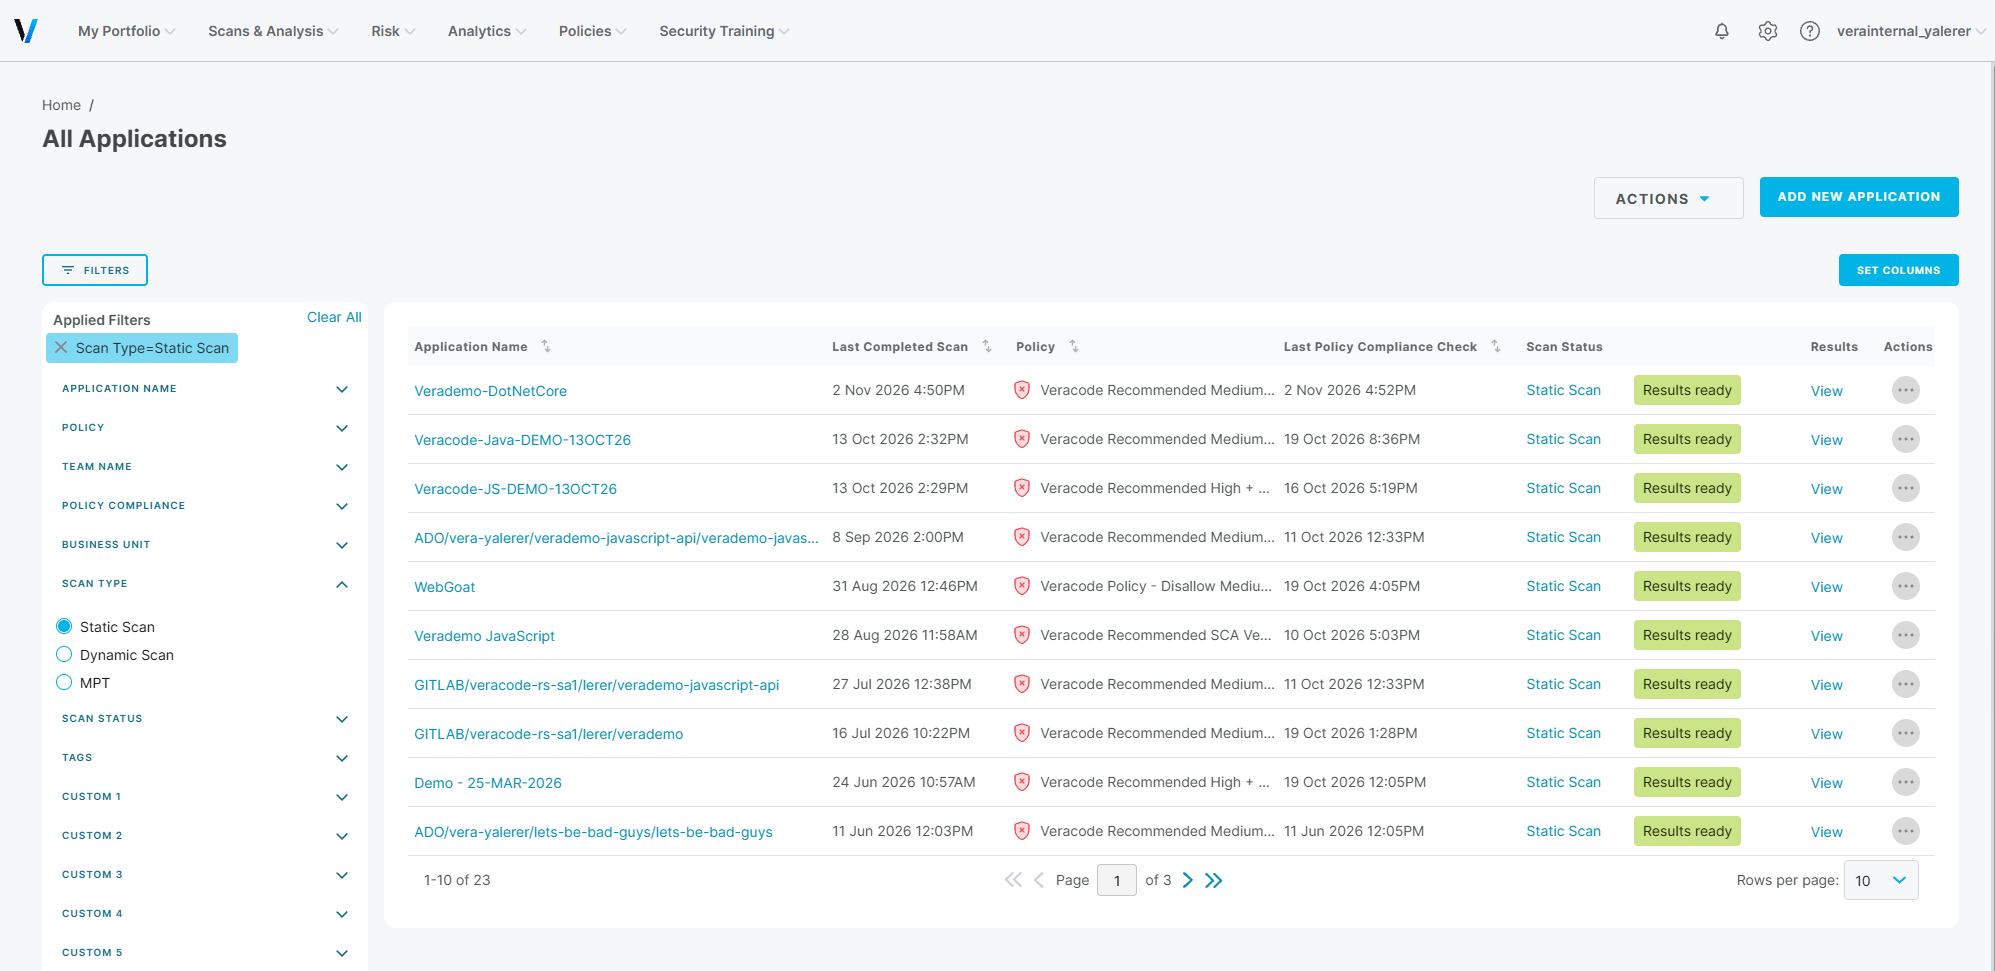 My Portfolio Scans & Analysis Risk Analytics Policies Security Training verainternal_yalerer
Home /
All Applications
ACTIONS ADD NEW APPLICATION
FILTERS SET COLUMNS
Applied Filters Clear All
Scan Type=Static Scan
APPLICATION NAME
POLICY
TEAM NAME
POLICY COMPLIANCE
BUSINESS UNIT
SCAN TYPE
Static Scan
Dynamic Scan
MPT
SCAN STATUS
TAGS
CUSTOM 1
CUSTOM 2
CUSTOM 3
CUSTOM 4
CUSTOM 5
Application Name Last Completed Scan Policy Last Policy Compliance Check Scan Status Results Actions
Verademo-DotNetCore 2 Nov 2026 4:50PM Veracode Recommended Medium... 2 Nov 2026 4:52PM Static Scan Results ready View
Veracode-Java-DEMO-13OCT26 13 Oct 2026 2:32PM Veracode Recommended Medium... 19 Oct 2026 8:36PM Static Scan Results ready View
Veracode-JS-DEMO-13OCT26 13 Oct 2026 2:29PM Veracode Recommended High + ... 16 Oct 2026 5:19PM Static Scan Results ready View
ADO/vera-yalerer/verademo-javascript-api/verademo-javas... 8 Sep 2026 2:00PM Veracode Recommended Medium... 11 Oct 2026 12:33PM Static Scan Results ready View
WebGoat 31 Aug 2026 12:46PM Veracode Policy - Disallow Mediu... 19 Oct 2026 4:05PM Static Scan Results ready View
Verademo JavaScript 28 Aug 2026 11:58AM Veracode Recommended SCA Ve... 10 Oct 2026 5:03PM Static Scan Results ready View
GITLAB/veracode-rs-sa1/lerer/verademo-javascript-api 27 Jul 2026 12:38PM Veracode Recommended Medium... 11 Oct 2026 12:33PM Static Scan Results ready View
GITLAB/veracode-rs-sa1/lerer/verademo 16 Jul 2026 10:22PM Veracode Recommended Medium... 19 Oct 2026 1:28PM Static Scan Results ready View
Demo - 25-MAR-2026 24 Jun 2026 10:57AM Veracode Recommended High + ... 19 Oct 2026 12:05PM Static Scan Results ready View
ADO/vera-yalerer/lets-be-bad-guys/lets-be-bad-guys 11 Jun 2026 12:03PM Veracode Recommended Medium... 11 Jun 2026 12:05PM Static Scan Results ready View
1-10 of 23 Page 1 of 3 Rows per page: 10